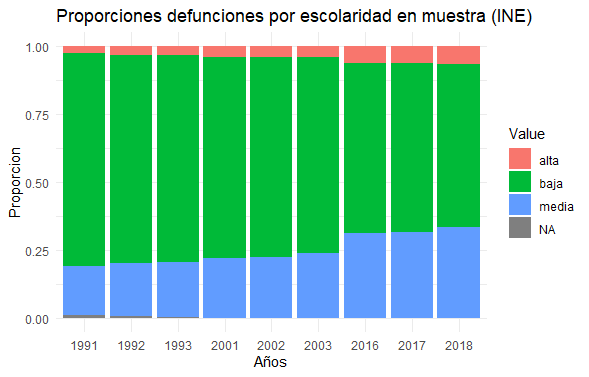 Proporciones defunciones por escolaridad en muestra (INE)
1.00
0.75
0.50
0.25
0.00
Proporcion
1991 1992 1993 2001 2002 2003 2016 2017 2018
Años
Value
alta
baja
media
NA